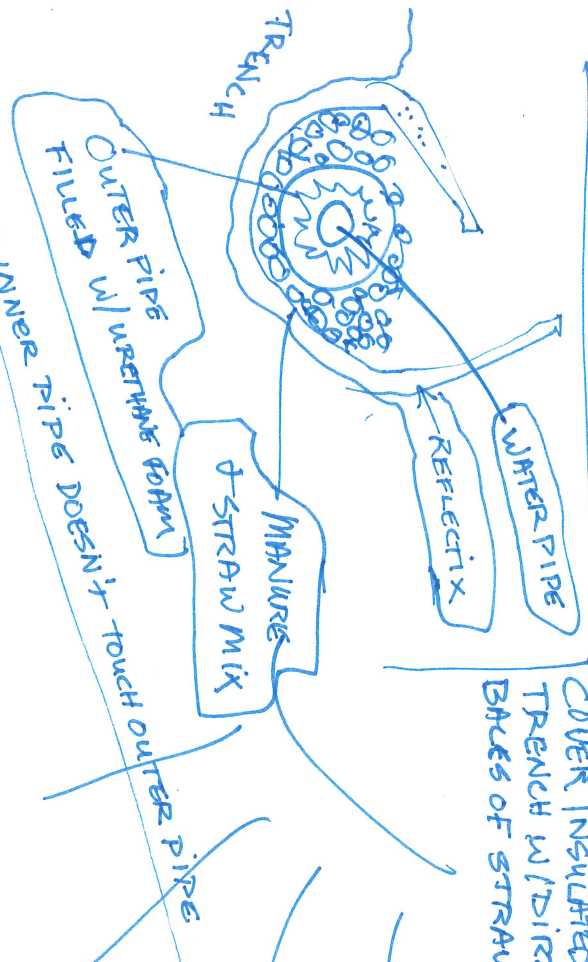 COVER INSULATED
TRENCH W/DIR
BALES OF STRAW
WATER PIPE
REFLECTIX
MANURE
+ STRAW MIX
TRENCH
OUTER PIPE
FILLED W/ URETHANE FOAM
INNER PIPE DOESN'T TOUCH OUTER PIPE